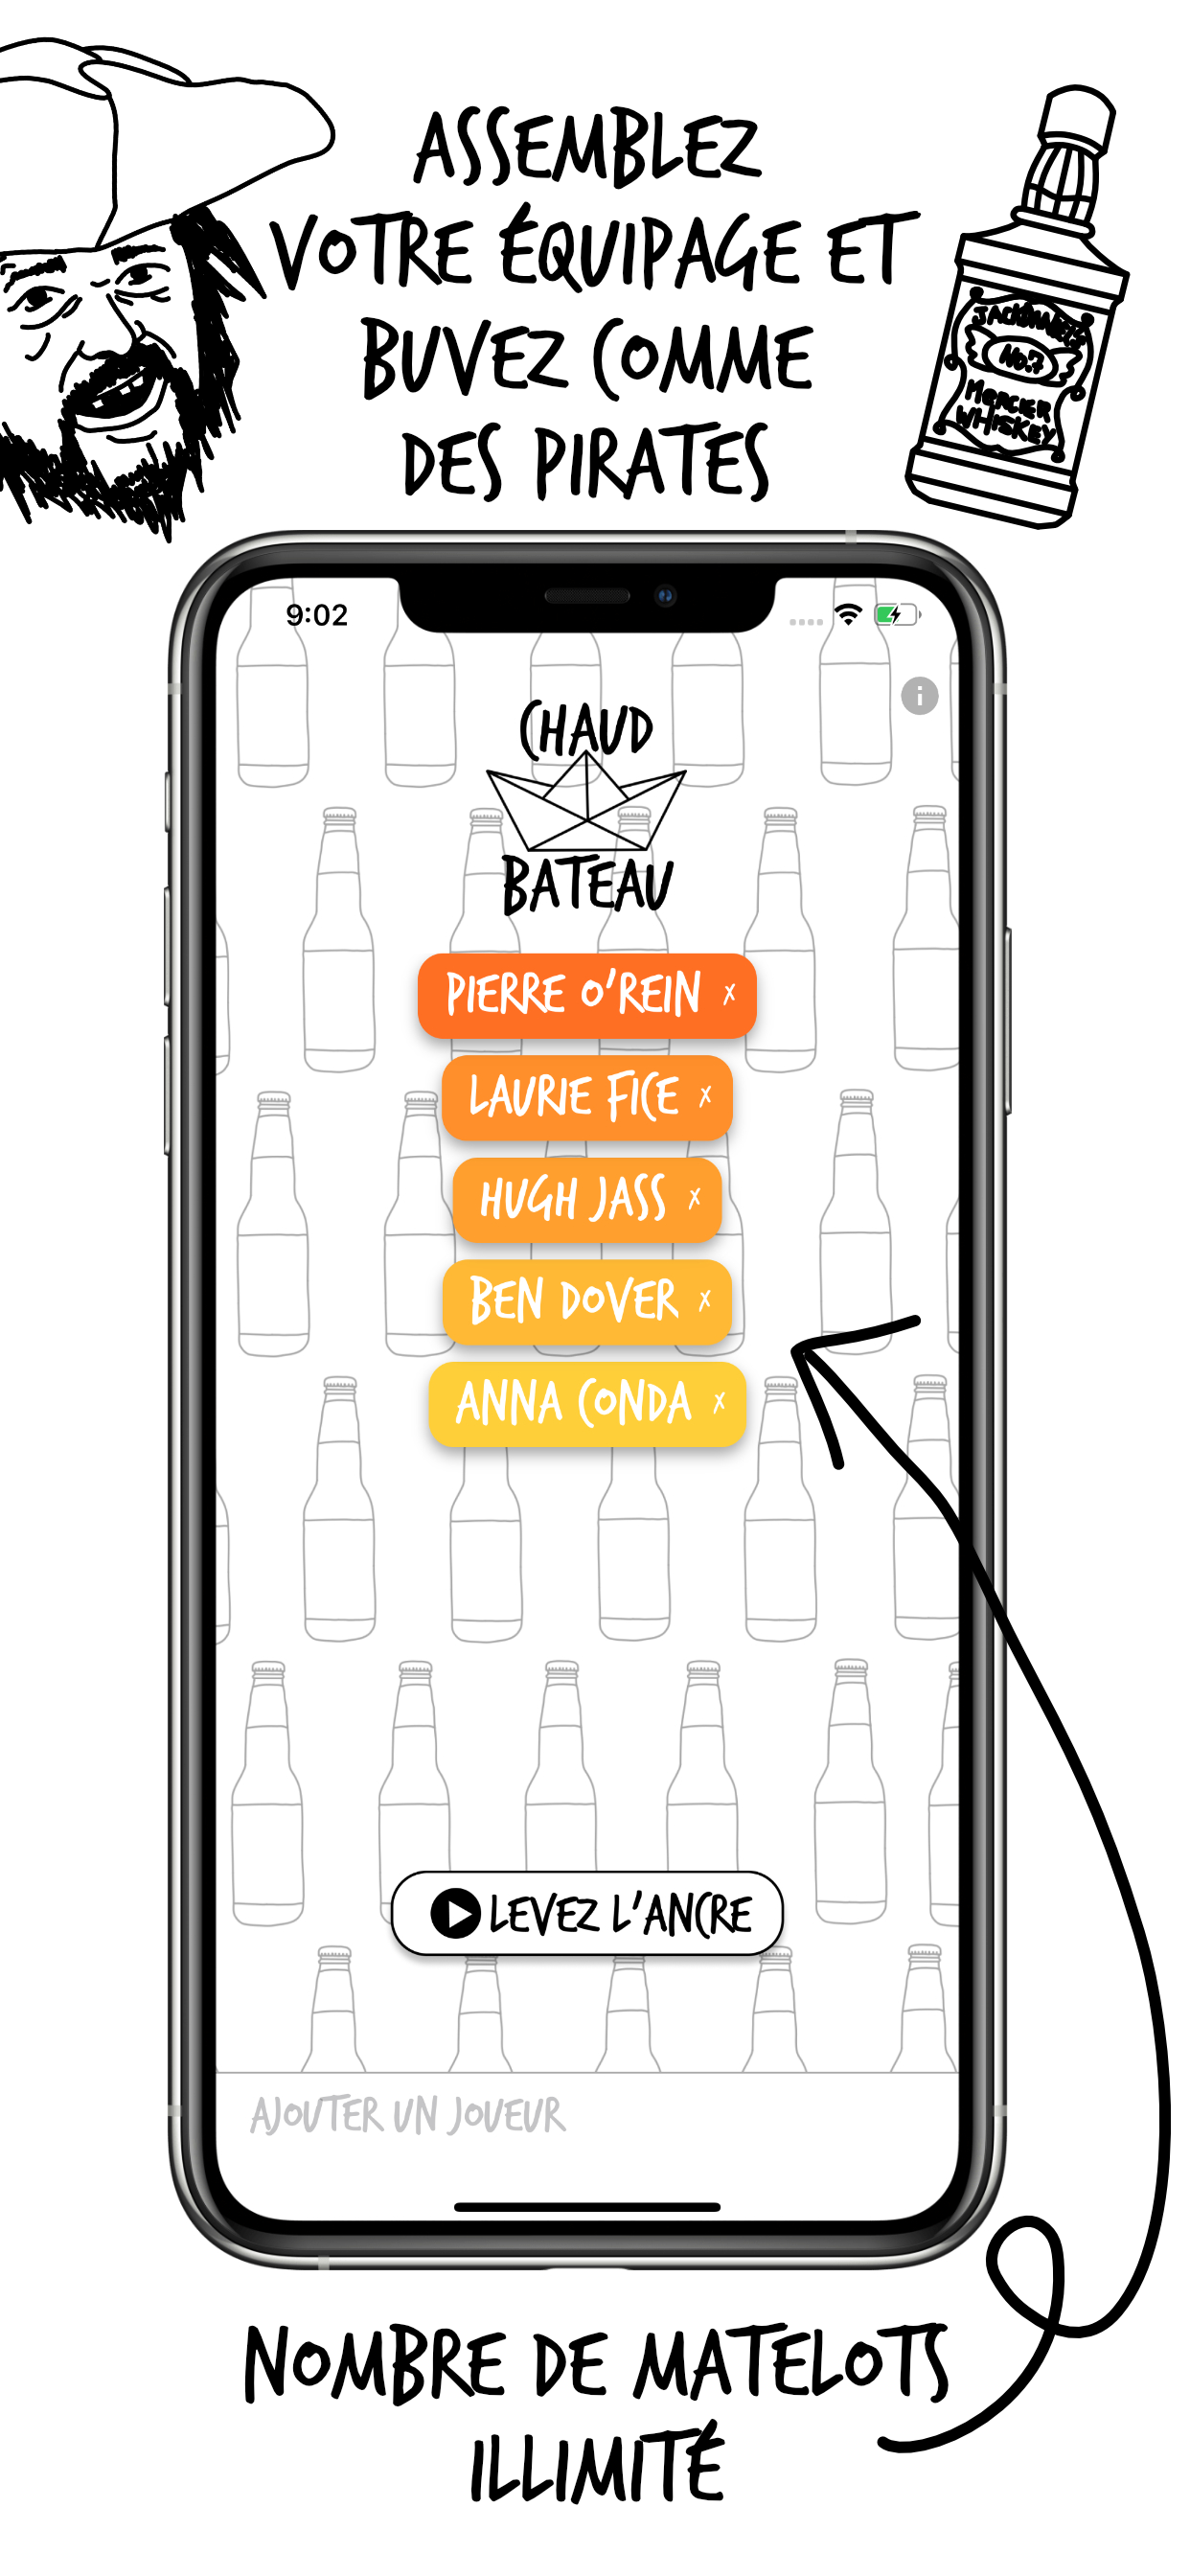 ASSEMBLEZ
VOTRE ÉQUIPAGE ET
BUVEZ COMME
DES PIRATES
No.7
MERCIER
WHISKEY
9:02
CHAUD
BATEAU
PIERRE O'REIN x
LAURIE FICE x
HUGH JASS x
BEN DOVER x
ANNA CONDA x
LEVEZ L'ANCRE
AJOUTER UN JOUEUR
NOMBRE DE MATELOTS
ILLIMITÉ